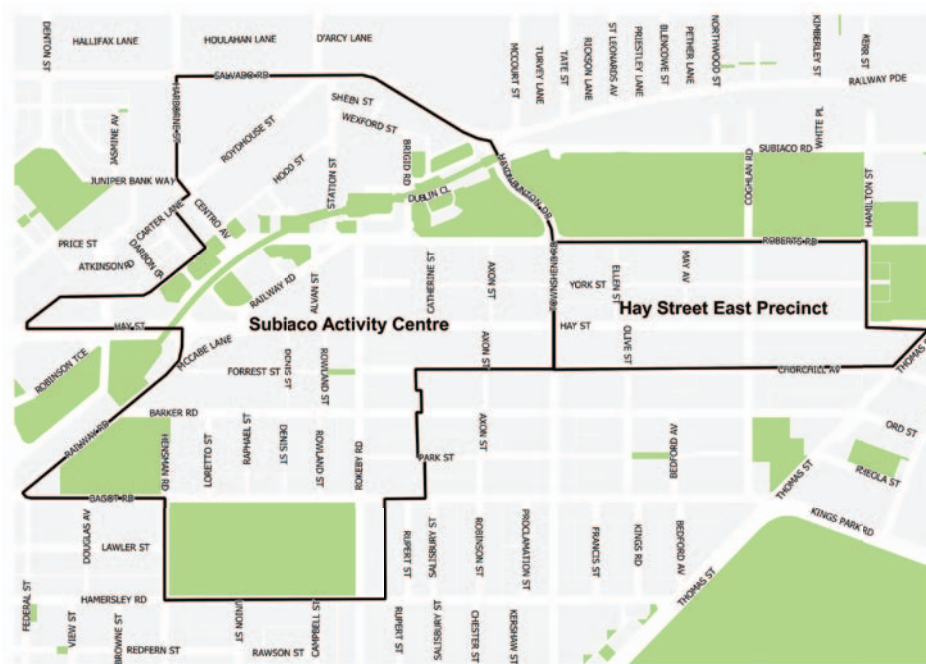 DENTON ST
HALLIFAX LANE
HOULAHAN LANE
D'ARCY LANE
MCCOURT ST
TURVEY LANE
TATE ST
RICKSON LANE
ST LEONARDS AV
PRIESTLEY LANE
BLENCOWE ST
PETHER LANE
NORTHWOOD ST
KIMBERLEY ST
KERR ST
RAILWAY PDE
SALVADO RD
HARBORNE ST
SHEEN ST
WEXFORD ST
ROYDHOUSE ST
HOOD ST
STATION ST
BRIGID RD
DUBLIN CL
JASMINE AV
JUNIPER BANK WAY
CARTER LANE
CENTRO AV
PRICE ST
ATKINSON RD
WHITE PL
SUBIACO RD
COGHLAN RD
HAMILTON ST
ROBERTS RD
TOWNSHEND RD
RAILWAY RD
ALVAN ST
CATHERINE ST
AXON ST
YORK ST
ELLEN ST
MAY AV
Subiaco Activity Centre
Hay Street East Precinct
HAY ST
HAY ST
OLIVE ST
ROBINSON TCE
MCCABE LANE
FORREST ST
DENIS ST
ROWLAND ST
AXON ST
CHURCHILL AV
THOMAS ST
RAILWAY RD
BARKER RD
HENSMAN RD
LORETTO ST
RAPHAEL ST
DENIS ST
ROWLAND ST
ROKEBY RD
PARK ST
AXON ST
BEDFORD AV
THOMAS ST
ORD ST
RHEOLA ST
KINGS PARK RD
BAGOT RD
DOUGLAS AV
LAWLER ST
RUPERT ST
SALISBURY ST
ROBINSON ST
PROCLAMATION ST
FRANCIS ST
KINGS RD
BEDFORD AV
THOMAS ST
FEDERAL ST
HAMERSLEY RD
VIEW ST
BROWNE ST
REDFERN ST
UNION ST
RAWSON ST
CAMPBELL ST
RUPERT ST
SALISBURY ST
CHESTER ST
KERSHAW ST